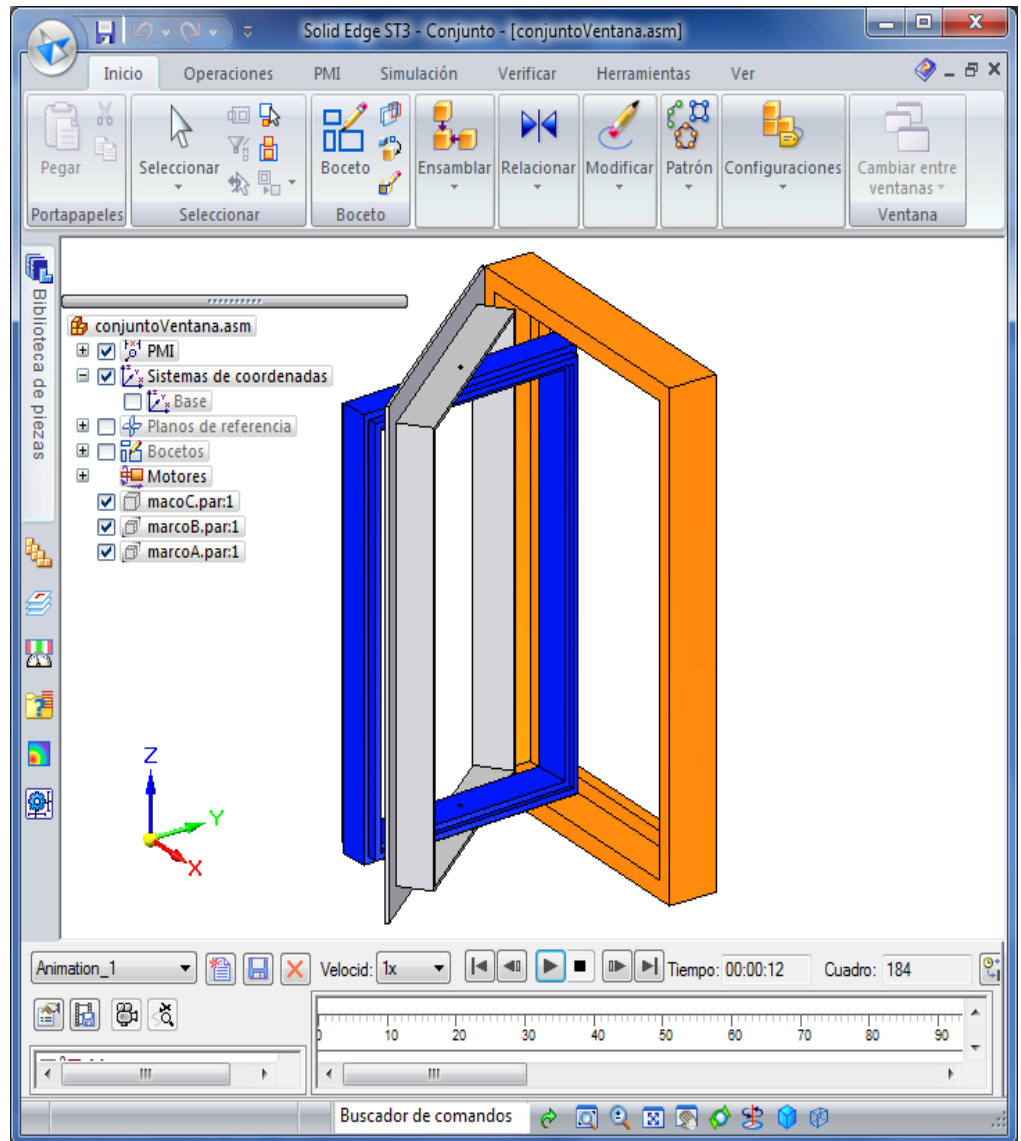 Solid Edge ST3 - Conjunto - [conjuntoVentana.asm]
Inicio Operaciones PMI Simulación Verificar Herramientas Ver
Pegar Seleccionar Boceto Ensamblar Relacionar Modificar Patrón Configuraciones Cambiar entre
ventanas
Portapapeles Seleccionar Boceto Ventana
Biblioteca de piezas
conjuntoVentana.asm
PMI
Sistemas de coordenadas
Base
Planos de referencia
Bocetos
Motores
macoC.par:1
marcoB.par:1
marcoA.par:1
Z
Y
X
Animation_1 Velocid: 1x Tiempo: 00:00:12 Cuadro: 184
10 20 30 40 50 60 70 80 90
Buscador de comandos